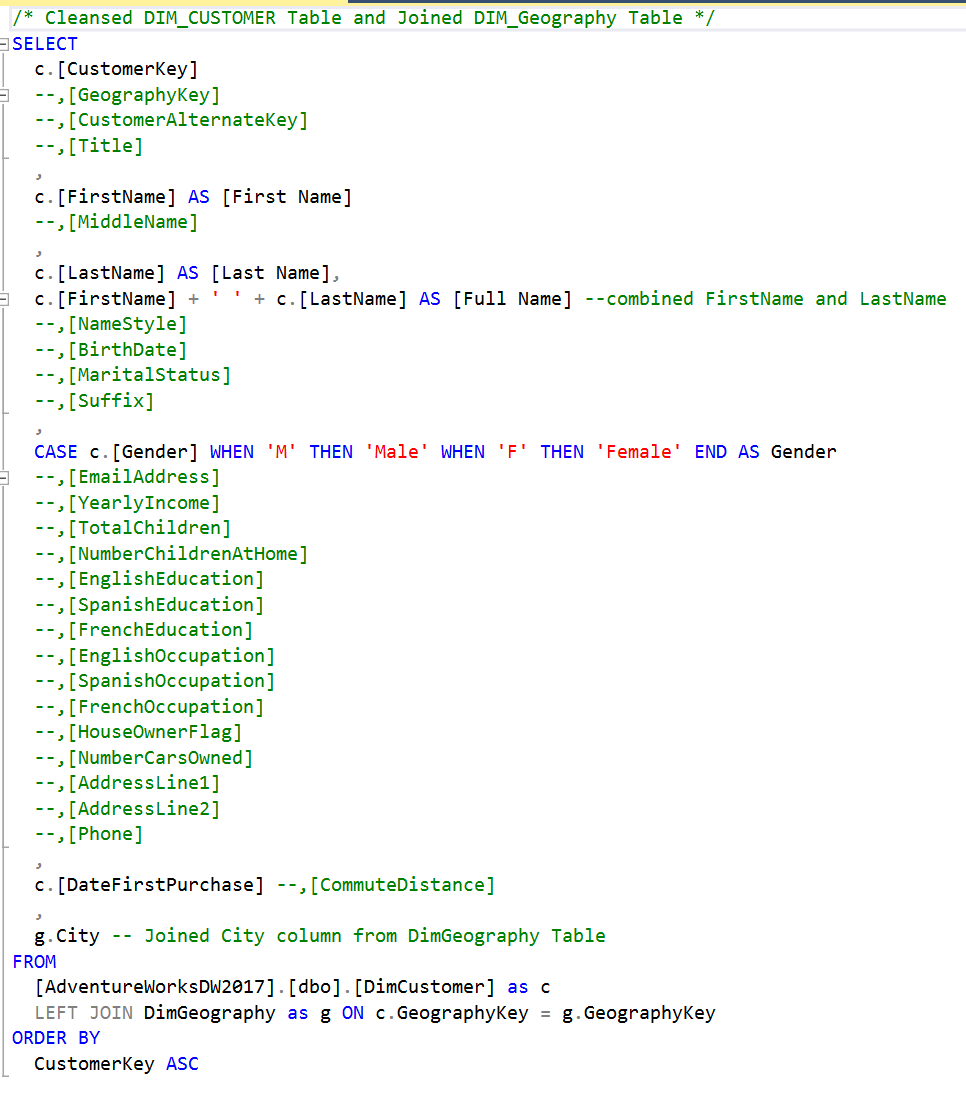 /* Cleansed DIM_CUSTOMER Table and Joined DIM_Geography Table */
SELECT
c.[CustomerKey]
--,[GeographyKey]
--,[CustomerAlternateKey]
--,[Title]
,
c.[FirstName] AS [First Name]
--,[MiddleName]
,
c.[LastName] AS [Last Name],
c.[FirstName] + ' ' + c.[LastName] AS [Full Name] --combined FirstName and LastName
--,[NameStyle]
--,[BirthDate]
--,[MaritalStatus]
--,[Suffix]
,
CASE c.[Gender] WHEN 'M' THEN 'Male' WHEN 'F' THEN 'Female' END AS Gender
--,[EmailAddress]
--,[YearlyIncome]
--,[TotalChildren]
--,[NumberChildrenAtHome]
--,[EnglishEducation]
--,[SpanishEducation]
--,[FrenchEducation]
--,[EnglishOccupation]
--,[SpanishOccupation]
--,[FrenchOccupation]
--,[HouseOwnerFlag]
--,[NumberCarsOwned]
--,[AddressLine1]
--,[AddressLine2]
--,[Phone]
,
c.[DateFirstPurchase] --,[CommuteDistance]
,
g.City -- Joined City column from DimGeography Table
FROM
[AdventureWorksDW2017].[dbo].[DimCustomer] as c
LEFT JOIN DimGeography as g ON c.GeographyKey = g.GeographyKey
ORDER BY
CustomerKey ASC